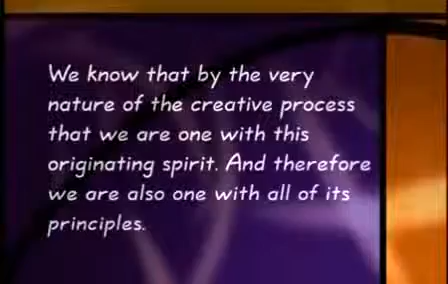 We know that by the very
nature of the creative process
that we are one with this
originating spirit. And therefore
we are also one with all of its
principles.